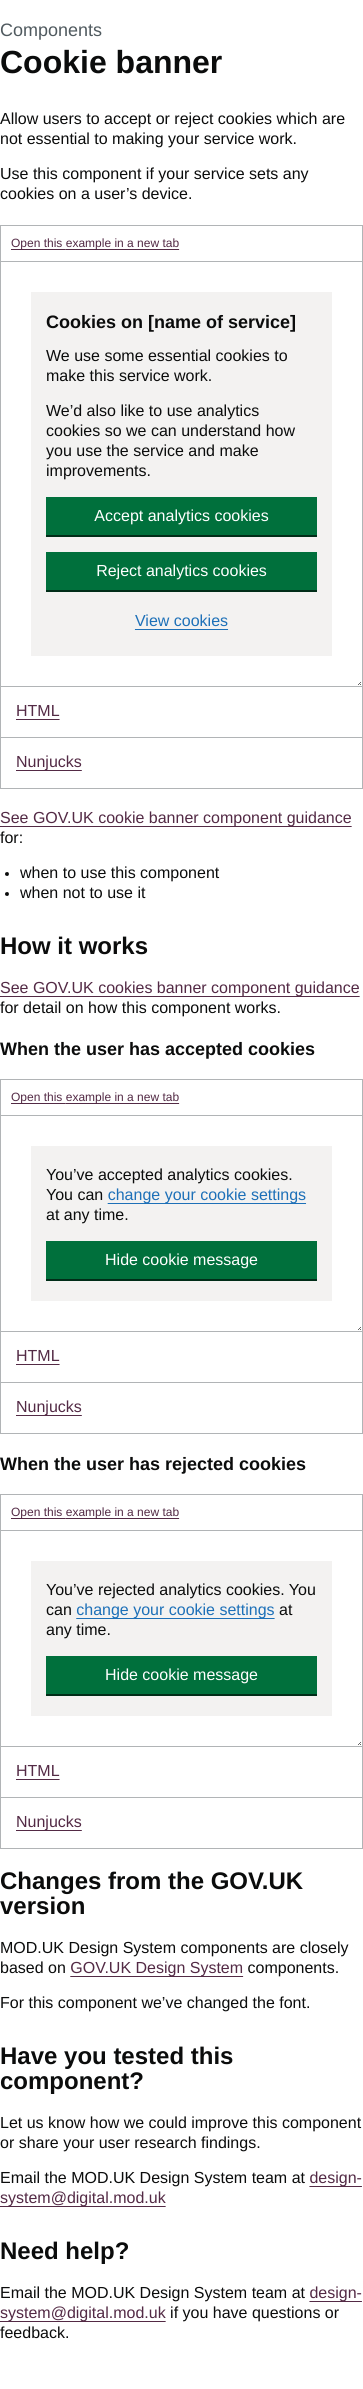 Components
Cookie banner
Allow users to accept or reject cookies which are
not essential to making your service work.
Use this component if your service sets any
cookies on a user’s device.
Open this example in a new tab
Cookies on [name of service]
We use some essential cookies to
make this service work.
We’d also like to use analytics
cookies so we can understand how
you use the service and make
improvements.
Accept analytics cookies
Reject analytics cookies
View cookies
HTML
Nunjucks
See GOV.UK cookie banner component guidance
for:
• when to use this component
• when not to use it
How it works
See GOV.UK cookies banner component guidance
for detail on how this component works.
When the user has accepted cookies
Open this example in a new tab
You’ve accepted analytics cookies.
You can change your cookie settings
at any time.
Hide cookie message
HTML
Nunjucks
When the user has rejected cookies
Open this example in a new tab
You’ve rejected analytics cookies. You
can change your cookie settings at
any time.
Hide cookie message
HTML
Nunjucks
Changes from the GOV.UK
version
MOD.UK Design System components are closely
based on GOV.UK Design System components.
For this component we’ve changed the font.
Have you tested this
component?
Let us know how we could improve this component
or share your user research findings.
Email the MOD.UK Design System team at design-
system@digital.mod.uk
Need help?
Email the MOD.UK Design System team at design-
system@digital.mod.uk if you have questions or
feedback.